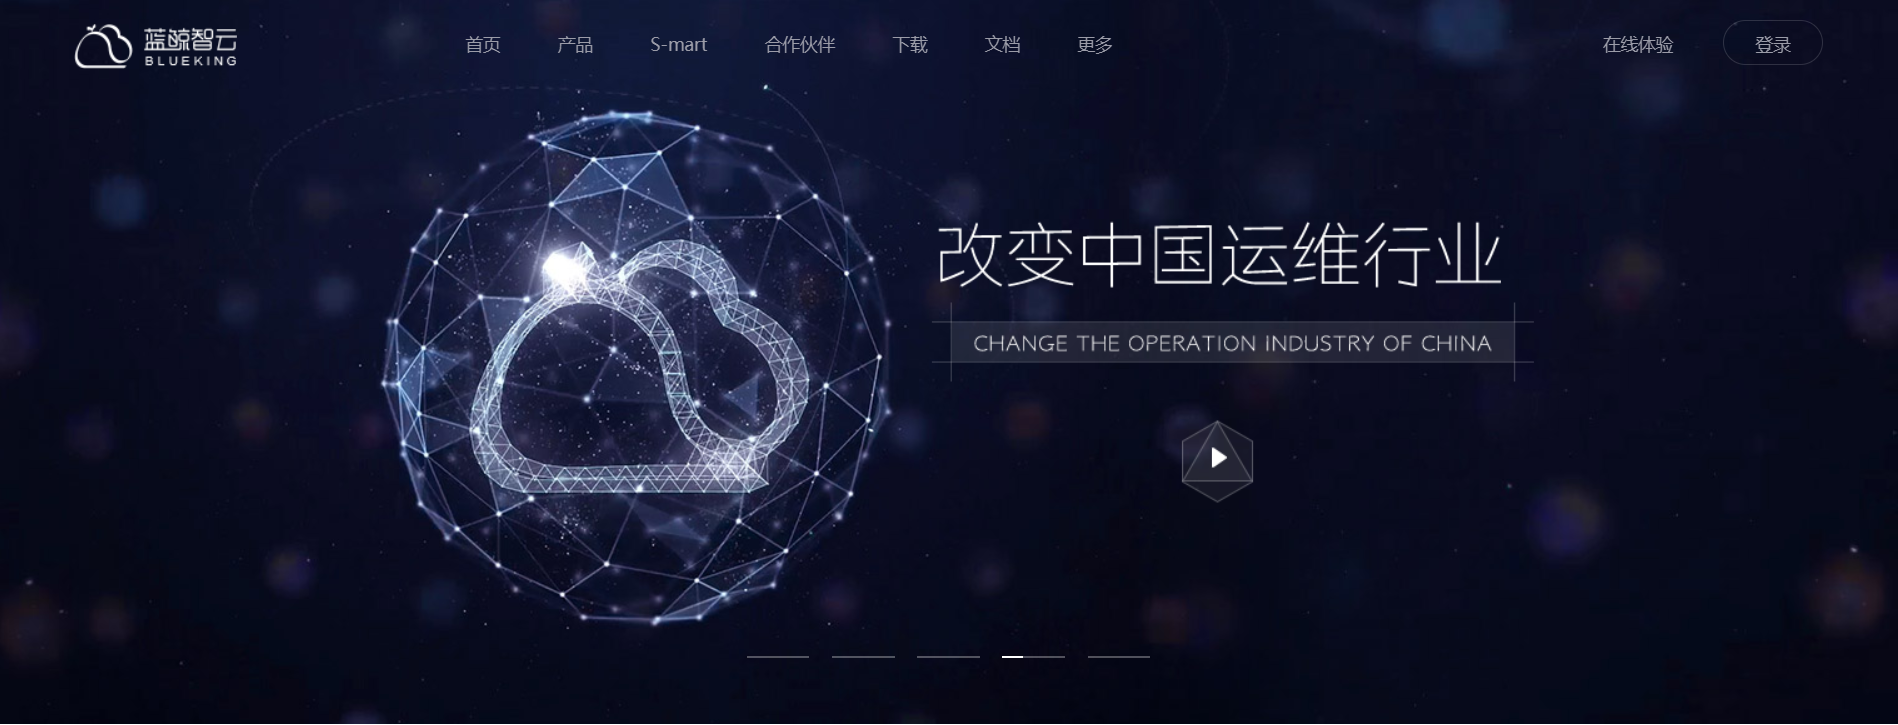 蓝鲸智云
BLUEKING
首页
产品
S-mart
合作伙伴
下载
文档
更多
在线体验
登录
改变中国运维行业
CHANGE THE OPERATION INDUSTRY OF CHINA